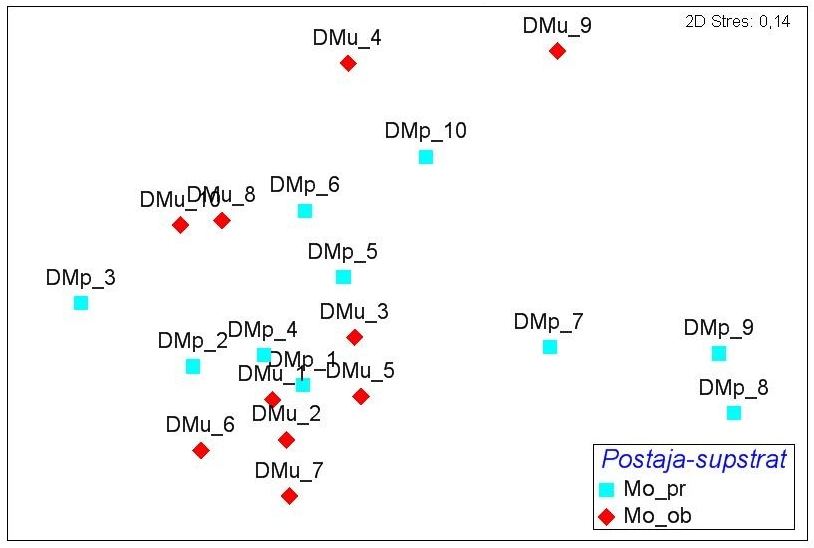 2D Stres: 0,14
DMu_4
DMu_9
DMp_10
DMp_6
DMu_10
DMu_8
DMp_5
DMp_3
DMu_3
DMp_7
DMp_9
DMp_4
DMp_2
DMp_1
DMu_1
DMu_5
DMp_8
DMu_2
DMu_6
DMu_7
Postaja-supstrat
Mo_pr
Mo_ob